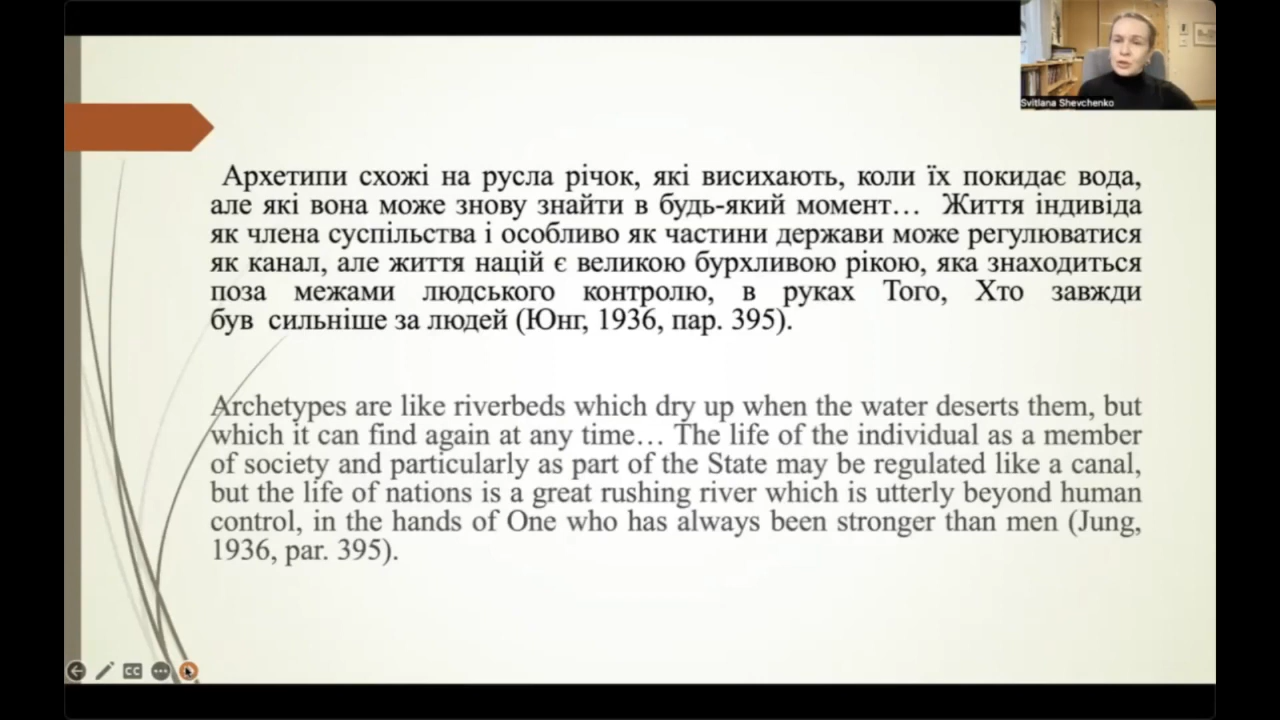 Svitlana Shevchenko
Архетипи схожі на русла річок, які висихають, коли їх покидає вода,
але які вона може знову знайти в будь-який момент… Життя індивіда
як члена суспільства і особливо як частини держави може регулюватися
як канал, але життя націй є великою бурхливою рікою, яка знаходиться
поза межами людського контролю, в руках Того, Хто завжди
був сильніше за людей (Юнг, 1936, пар. 395).
Archetypes are like riverbeds which dry up when the water deserts them, but
which it can find again at any time… The life of the individual as a member
of society and particularly as part of the State may be regulated like a canal,
but the life of nations is a great rushing river which is utterly beyond human
control, in the hands of One who has always been stronger than men (Jung,
1936, par. 395).
CC